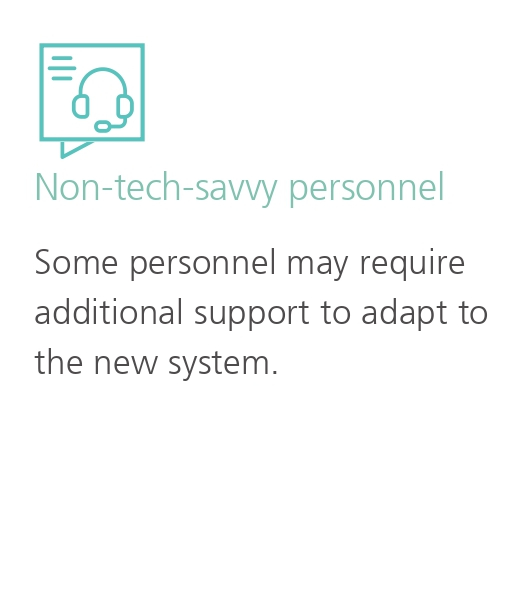 Non-tech-savvy personnel
Some personnel may require
additional support to adapt to
the new system.